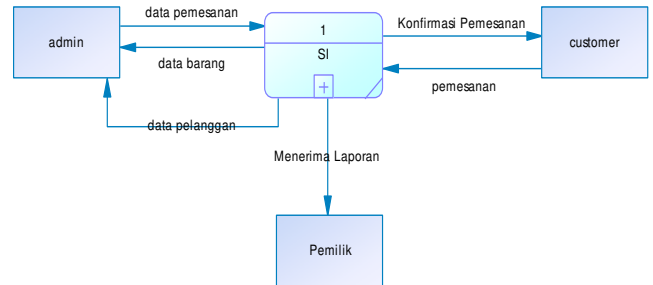 data pemesanan
Konfirmasi Pemesanan
admin
1
SI
customer
data barang
pemesanan
data pelanggan
Menerima Laporan
Pemilik